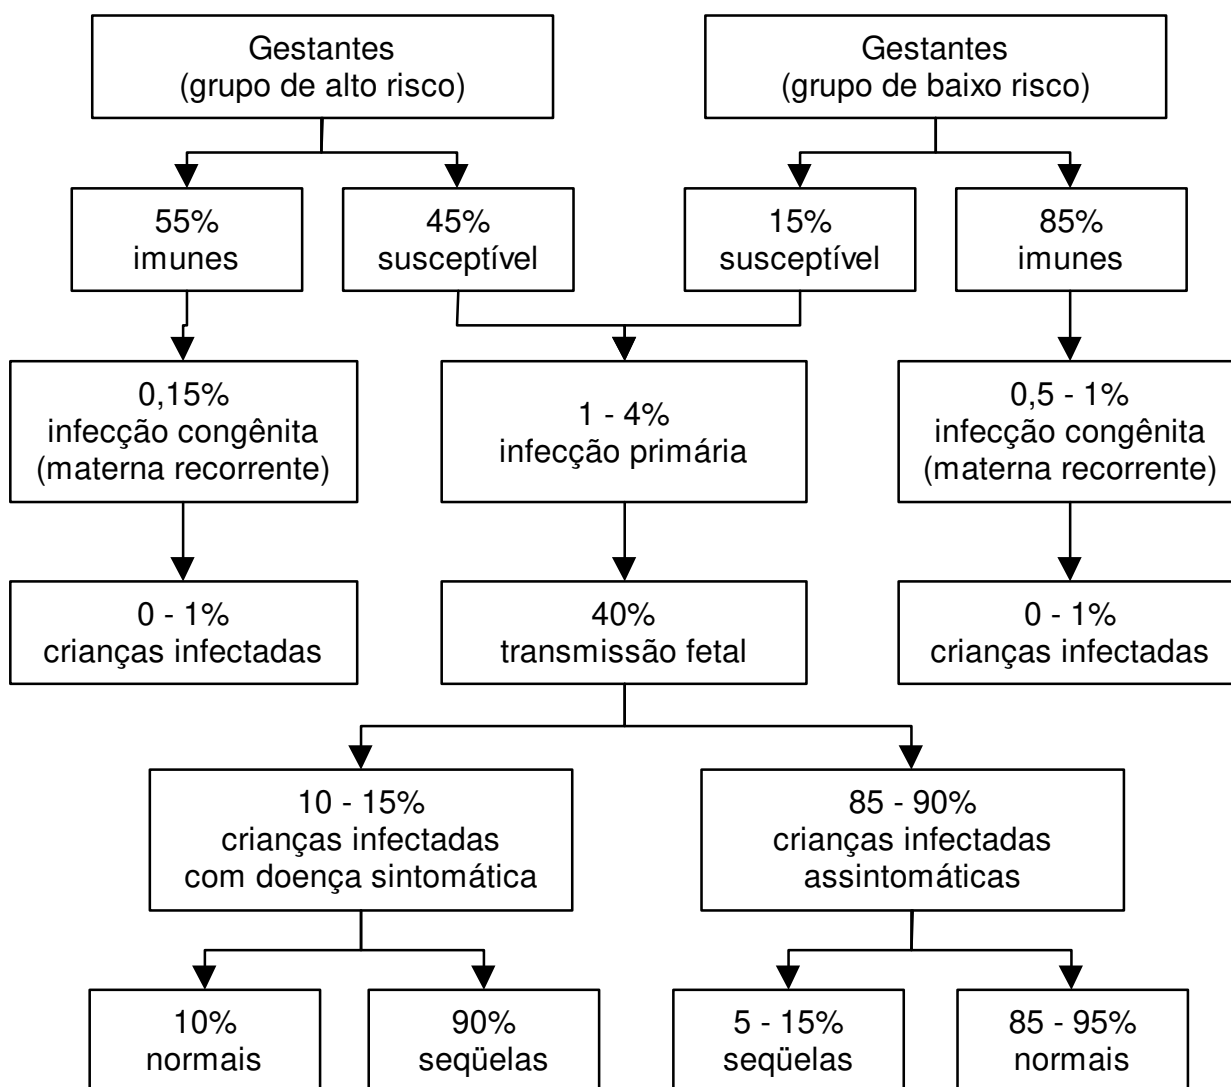 Gestantes
(grupo de alto risco)
Gestantes
(grupo de baixo risco)
55%
imunes
45%
susceptível
15%
susceptível
85%
imunes
0,15%
infecção congênita
(materna recorrente)
1 - 4%
infecção primária
0,5 - 1%
infecção congênita
(materna recorrente)
0 - 1%
crianças infectadas
40%
transmissão fetal
0 - 1%
crianças infectadas
10 - 15%
crianças infectadas
com doença sintomática
85 - 90%
crianças infectadas
assintomáticas
10%
normais
90%
seqüelas
5 - 15%
seqüelas
85 - 95%
normais